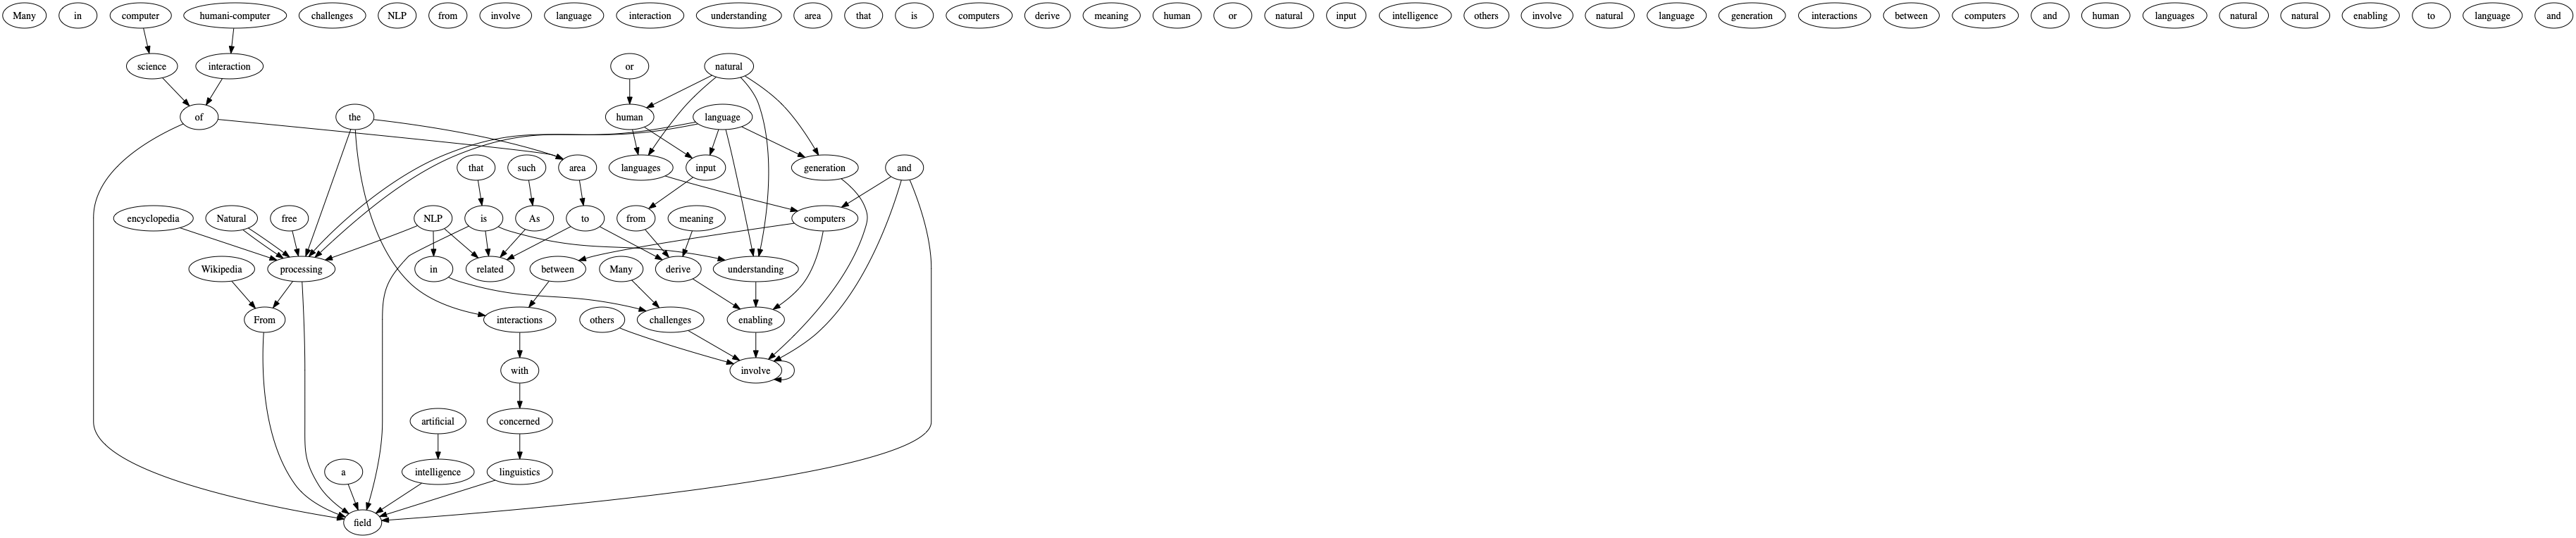 Many in computer humani-computer challenges NLP from involve language interaction understanding area that is computers derive meaning human or natural input intelligence others involve natural language generation interactions between computers and human languages natural natural enabling to language and
science interaction or natural
of the human language
that such area languages input generation and
encyclopedia Natural free NLP is As to from meaning computers
Wikipedia processing in related between Many derive understanding
From interactions others challenges enabling
with involve
artificial concerned
a intelligence linguistics
field